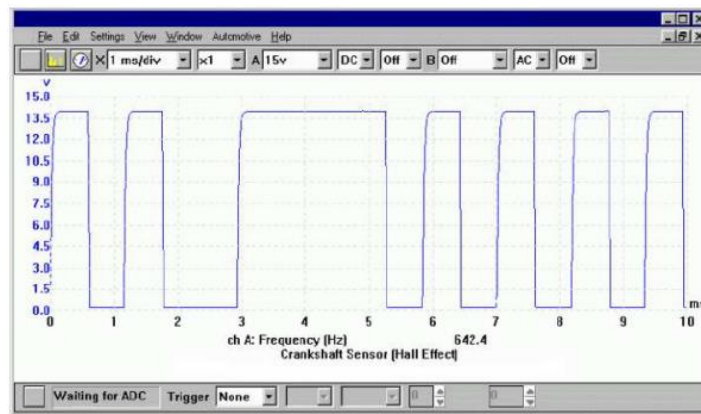 File Edit Settings View Window Automotive Help
X 1 ms/div x1 A 15v DC Off B Off AC Off
V
15.0
13.5
12.0
10.5
9.0
7.5
6.0
4.5
3.0
1.5
0.0
0 1 2 3 4 5 6 7 8 9 10
ms
ch A: Frequency (Hz) 642.4
Crankshaft Sensor (Hall Effect)
Waiting for ADC Trigger None 0 0